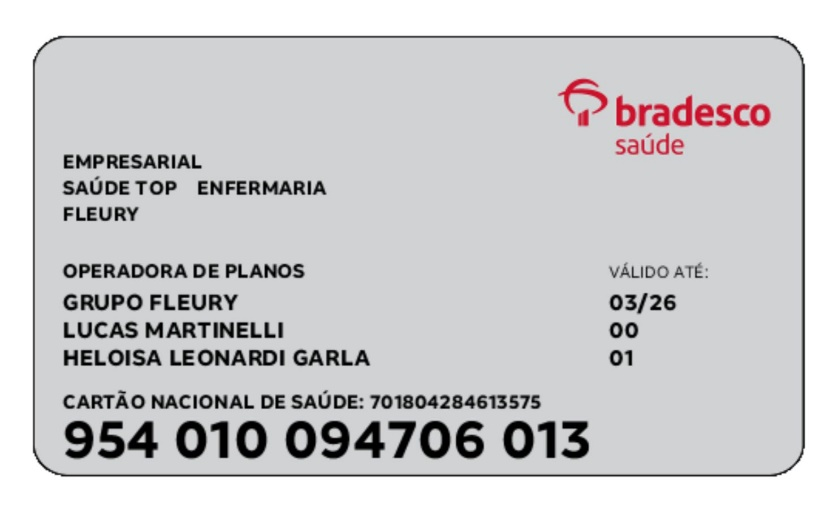 bradesco
saúde
EMPRESARIAL
SAÚDE TOP ENFERMARIA
FLEURY
OPERADORA DE PLANOS VÁLIDO ATÉ:
GRUPO FLEURY 03/26
LUCAS MARTINELLI 00
HELOISA LEONARDI GARLA 01
CARTÃO NACIONAL DE SAÚDE: 701804284613575
954 010 094706 013